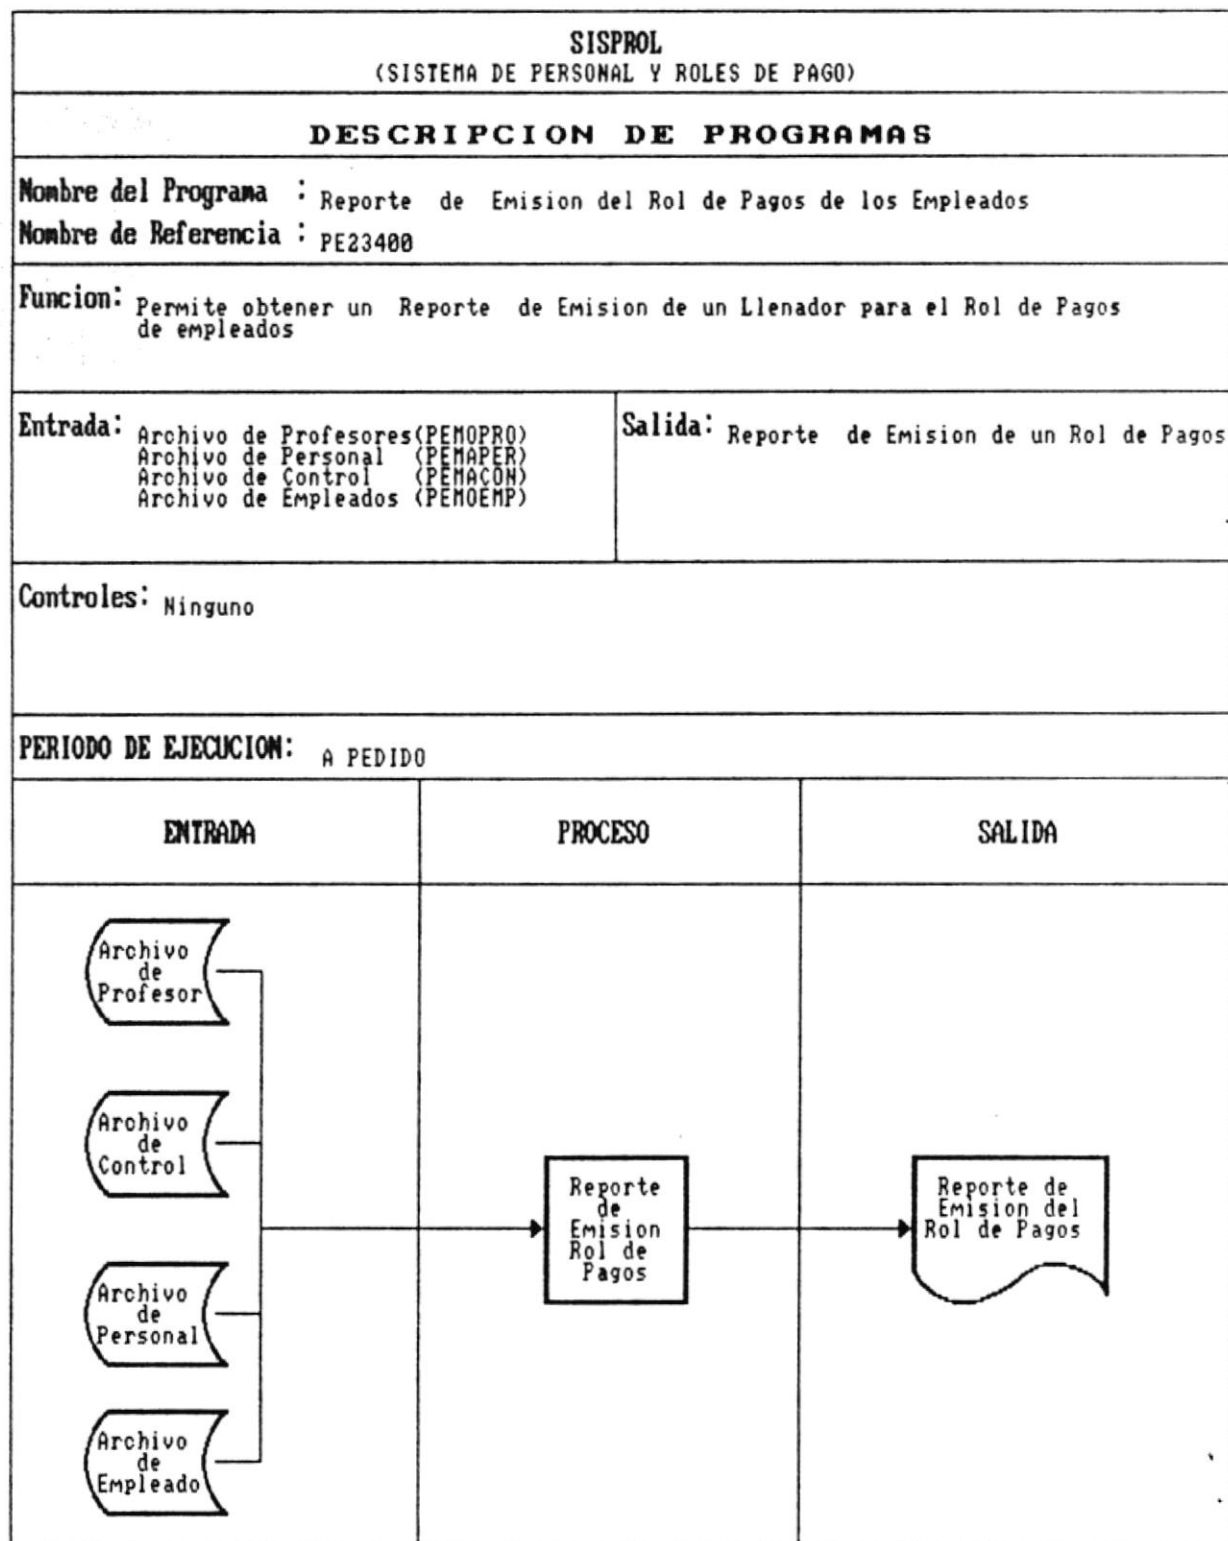 SISPROL
(SISTEMA DE PERSONAL Y ROLES DE PAGO)
DESCRIPCION DE PROGRAMAS
Nombre del Programa : Reporte de Emision del Rol de Pagos de los Empleados
Nombre de Referencia : PE23400
Funcion: Permite obtener un Reporte de Emision de un Llenador para el Rol de Pagos
de empleados
Entrada: Archivo de Profesores(PEMOPRO)
Archivo de Personal (PEMAPER)
Archivo de Control (PEMACON)
Archivo de Empleados (PEMOEMP)
Salida: Reporte de Emision de un Rol de Pagos
Controles: Ninguno
PERIODO DE EJECUCION: A PEDIDO
ENTRADA
PROCESO
SALIDA
Archivo
de
Profesor
Archivo
de
Control
Archivo
de
Personal
Archivo
de
Empleado
Reporte
de
Emision
Rol de
Pagos
Reporte de
Emision del
Rol de Pagos